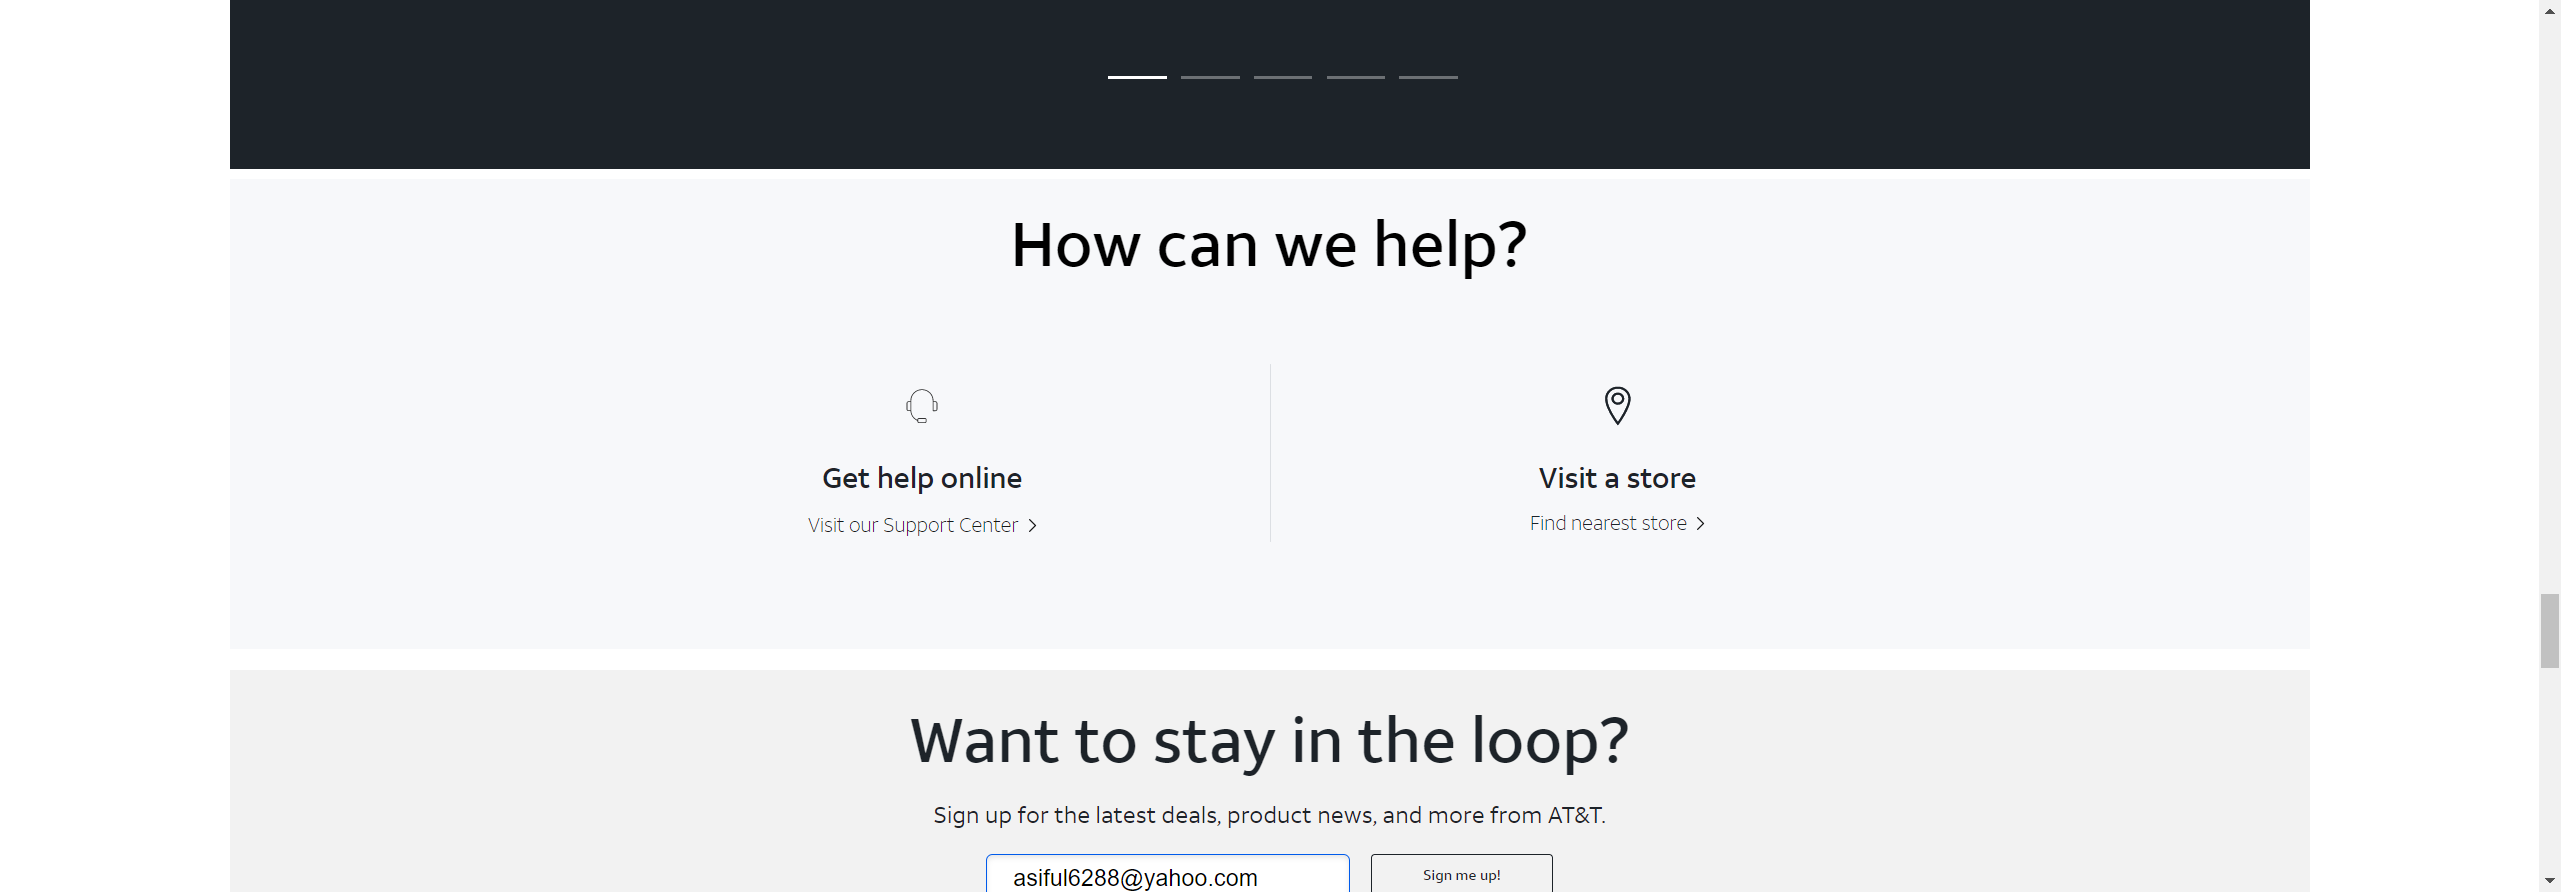 How can we help?
Get help online
Visit our Support Center
Visit a store
Find nearest store
Want to stay in the loop?
Sign up for the latest deals, product news, and more from AT&T.
asiful6288@yahoo.com
Sign me up!